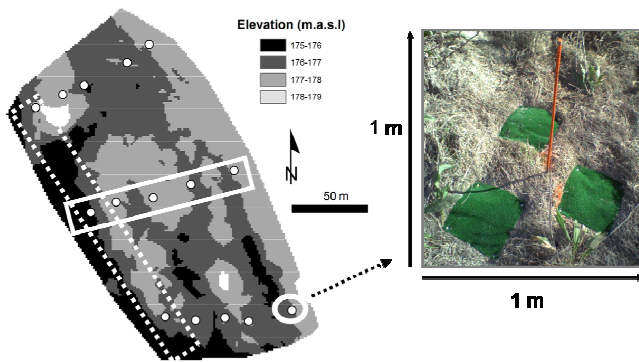 Elevation (m.a.s.l)
175-176
176-177
177-178
178-179
N
50 m
1 m
1 m